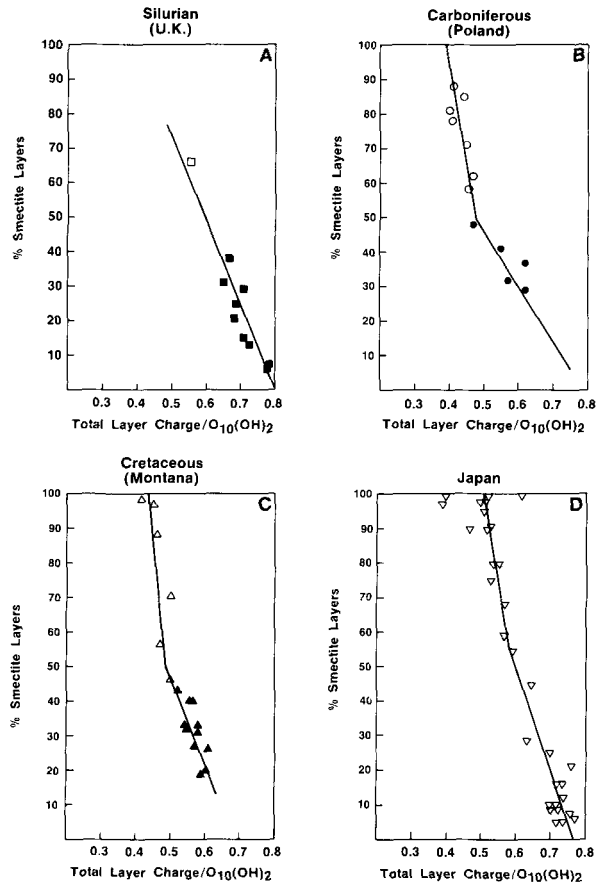 Silurian
(U.K.)
A
% Smectite Layers
100
90
80
70
60
50
40
30
20
10
0.3 0.4 0.5 0.6 0.7 0.8
Total Layer Charge/O10(OH)2
Carboniferous
(Poland)
B
% Smectite Layers
100
90
80
70
60
50
40
30
20
10
0.3 0.4 0.5 0.6 0.7 0.8
Total Layer Charge/O10(OH)2
Cretaceous
(Montana)
C
% Smectite Layers
100
90
80
70
60
50
40
30
20
10
0.3 0.4 0.5 0.6 0.7 0.8
Total Layer Charge/O10(OH)2
Japan
D
% Smectite Layers
100
90
80
70
60
50
40
30
20
10
0.3 0.4 0.5 0.6 0.7 0.8
Total Layer Charge/O10(OH)2